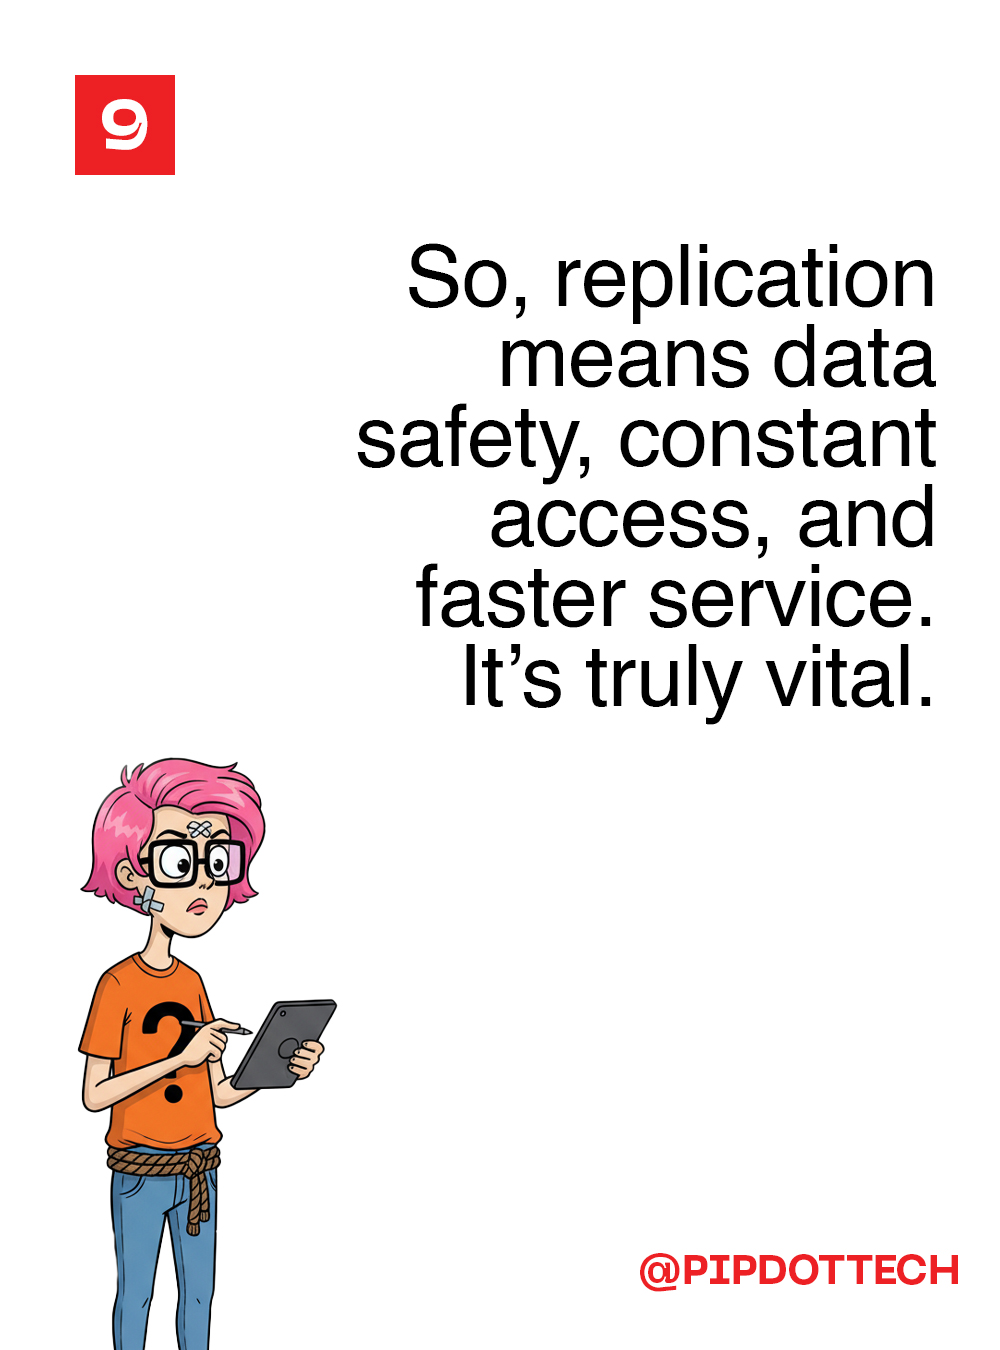 9
So, replication
means data
safety, constant
access, and
faster service.
It’s truly vital.
?
@PIPDOTTECH